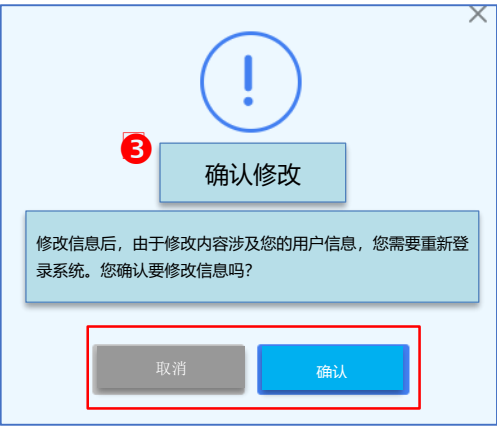 ❸
确认修改
修改信息后，由于修改内容涉及您的用户信息，您需要重新登
录系统。您确认要修改信息吗？
取消
确认